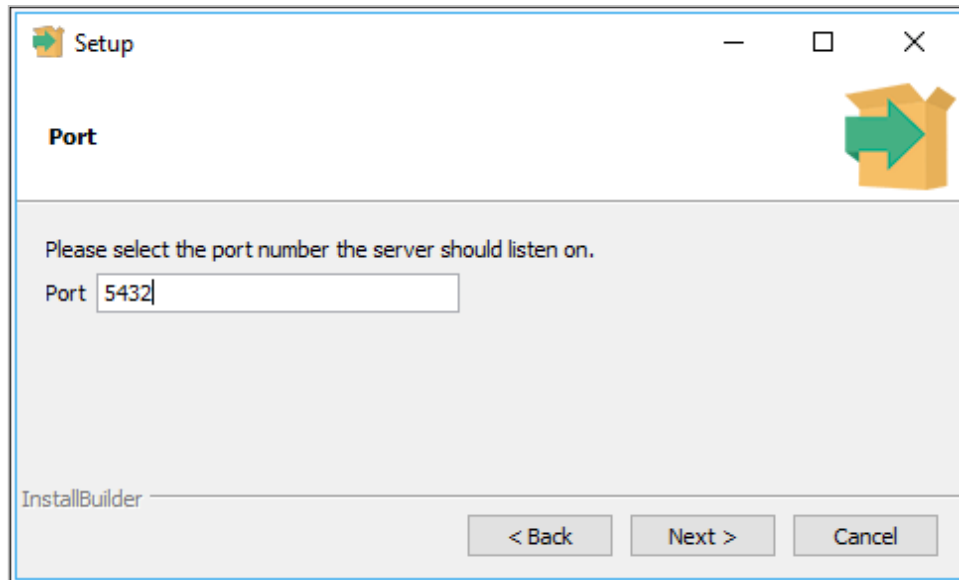 Setup
Port
Please select the port number the server should listen on.
Port 5432
InstallBuilder
< Back Next > Cancel